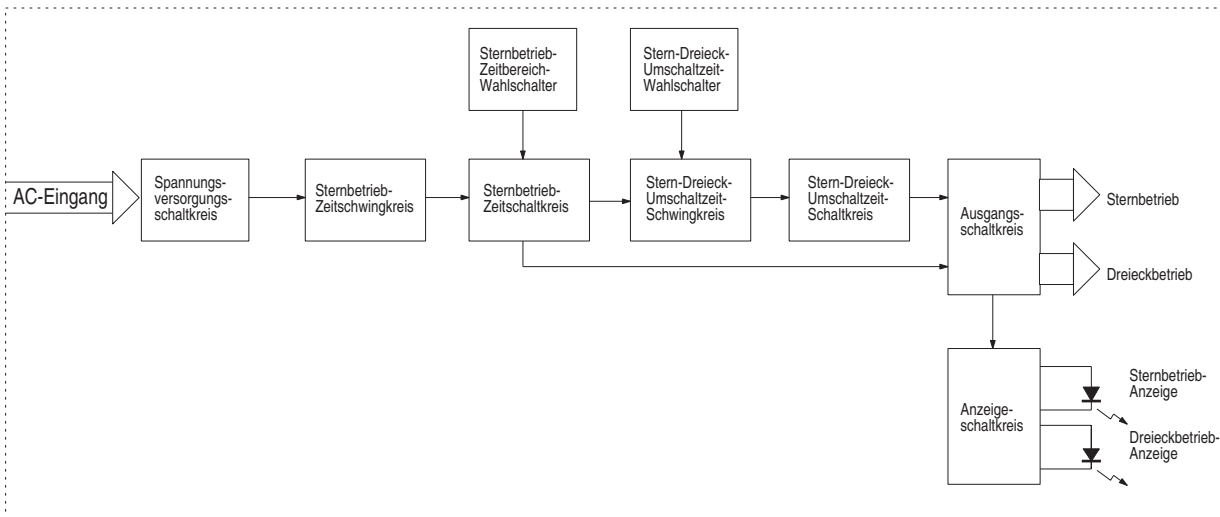 Sternbetrieb-
Zeitbereich-
Wahlschalter
Stern-Dreieck-
Umschaltzeit-
Wahlschalter
AC-Eingang
Spannungs-
versorgungs-
schaltkreis
Sternbetrieb-
Zeitschwingkreis
Sternbetrieb-
Zeitschaltkreis
Stern-Dreieck-
Umschaltzeit-
Schwingkreis
Stern-Dreieck-
Umschaltzeit-
Schaltkreis
Ausgangs-
schaltkreis
Sternbetrieb
Dreieckbetrieb
Anzeige-
schaltkreis
Sternbetrieb-
Anzeige
Dreieckbetrieb-
Anzeige